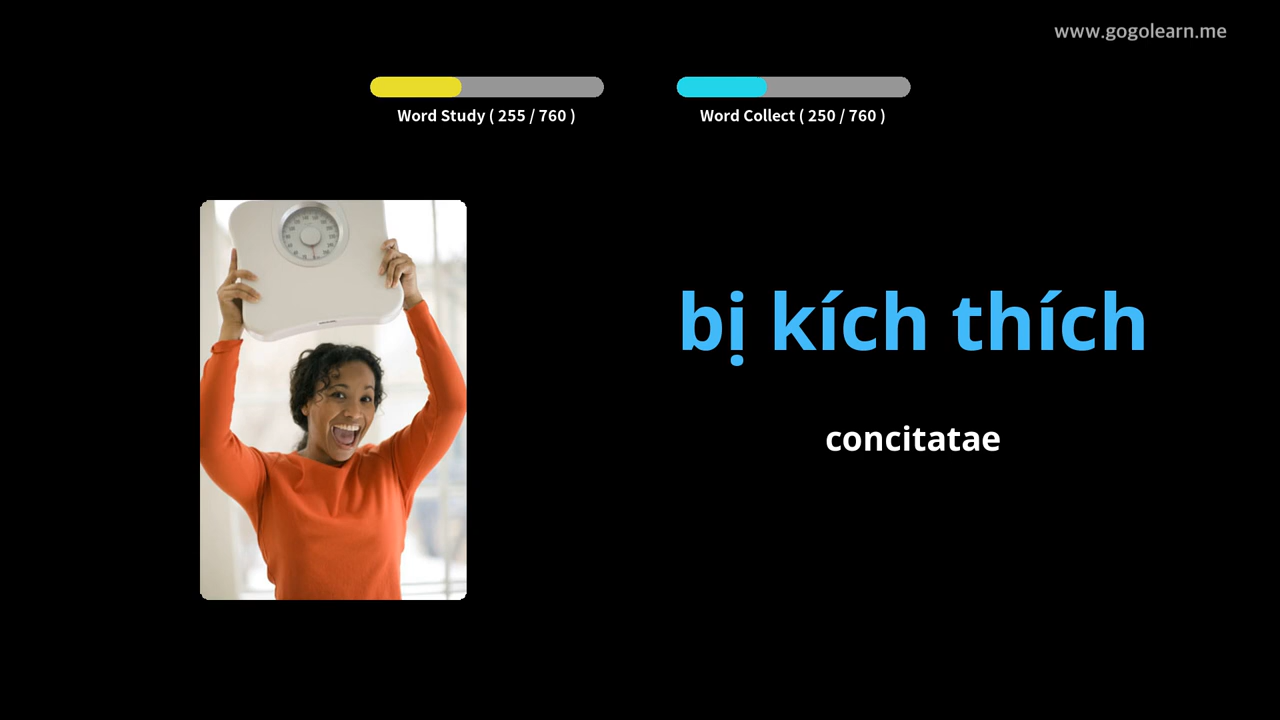 www.gogolearn.me
Word Study ( 255 / 760 )
Word Collect ( 250 / 760 )
bị kích thích
concitatae